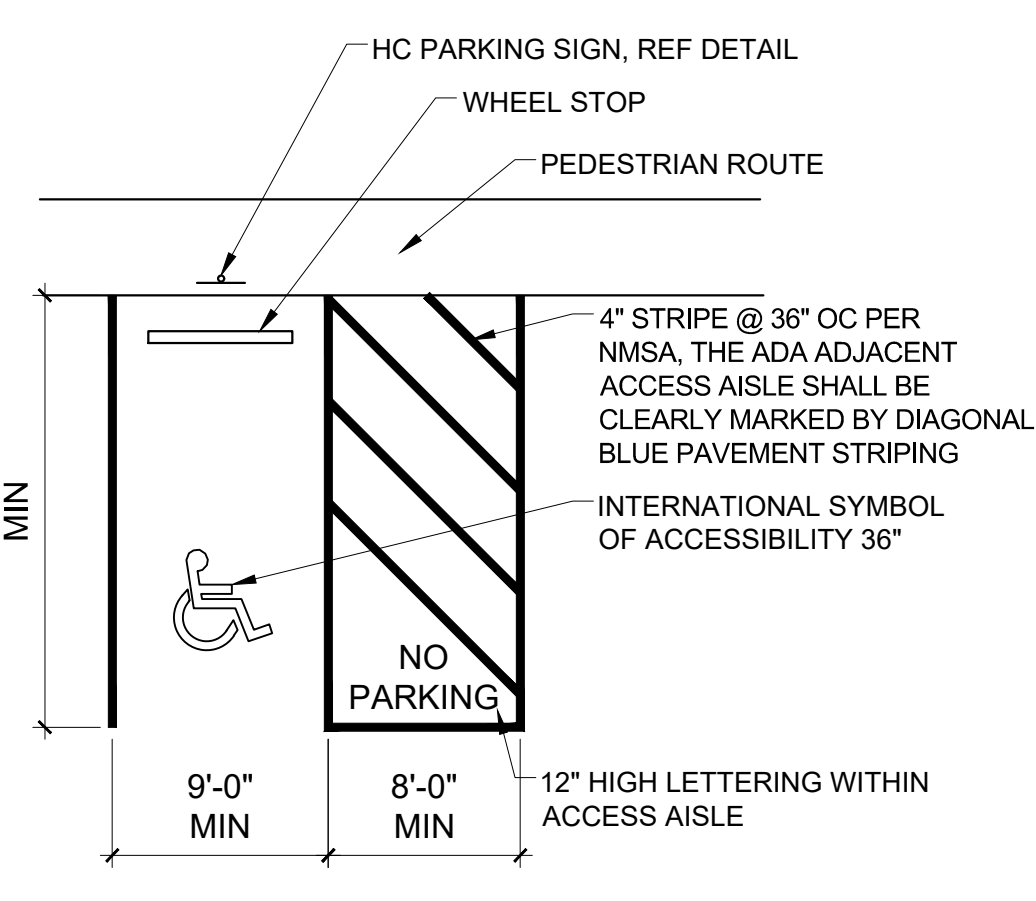 HC PARKING SIGN, REF DETAIL
WHEEL STOP
PEDESTRIAN ROUTE
4" STRIPE @ 36" OC PER
NMSA, THE ADA ADJACENT
ACCESS AISLE SHALL BE
CLEARLY MARKED BY DIAGONAL
BLUE PAVEMENT STRIPING
MIN
INTERNATIONAL SYMBOL
OF ACCESSIBILITY 36"
NO
PARKING
9'-0"
MIN
8'-0"
MIN
12" HIGH LETTERING WITHIN
ACCESS AISLE